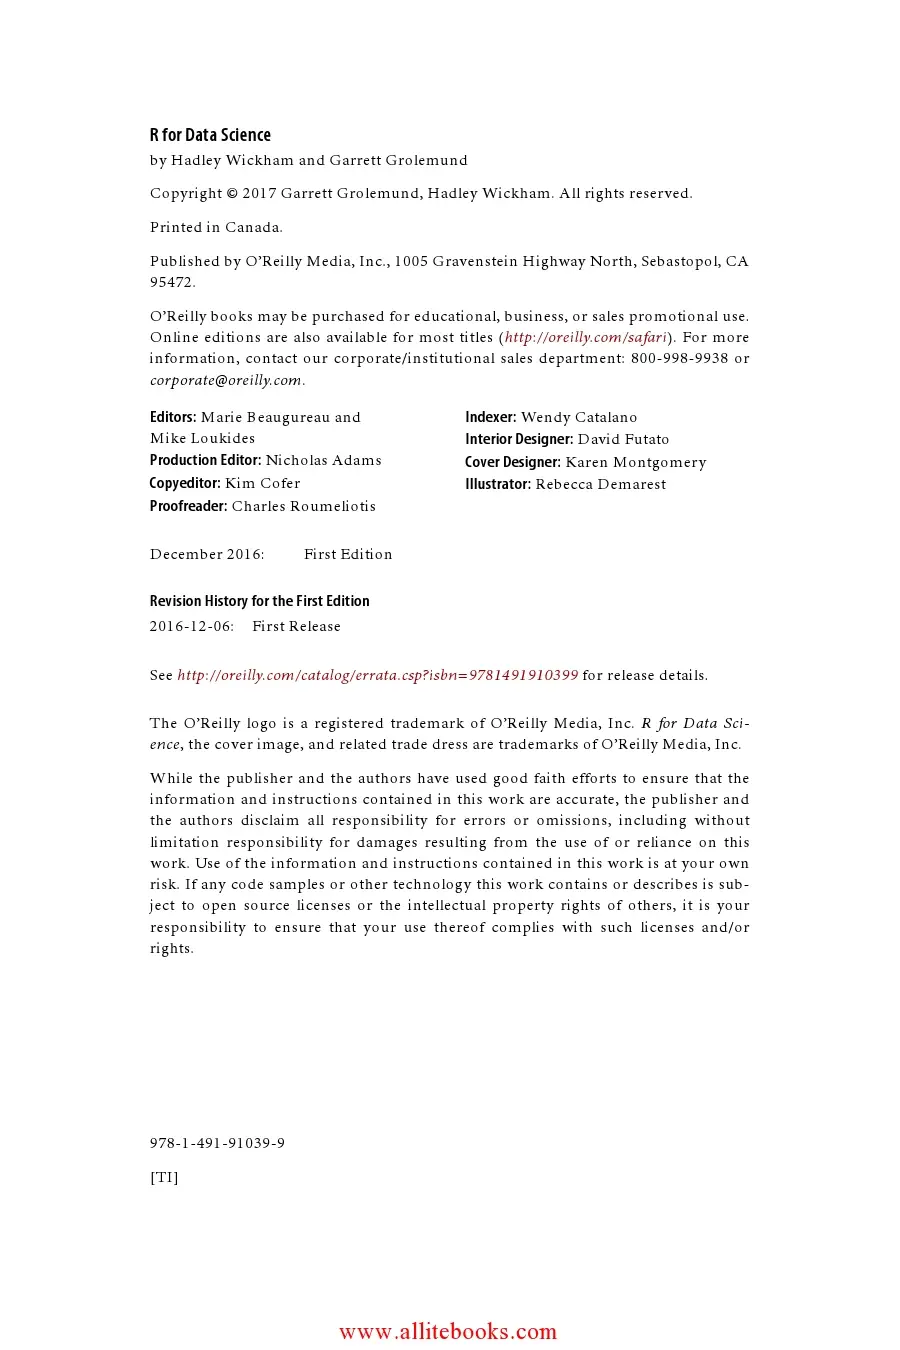 R for Data Science
by Hadley Wickham and Garrett Grolemund
Copyright © 2017 Garrett Grolemund, Hadley Wickham. All rights reserved.
Printed in Canada.
Published by O’Reilly Media, Inc., 1005 Gravenstein Highway North, Sebastopol, CA
95472.
O’Reilly books may be purchased for educational, business, or sales promotional use.
Online editions are also available for most titles (http://oreilly.com/safari). For more
information, contact our corporate/institutional sales department: 800-998-9938 or
corporate@oreilly.com.
Editors: Marie Beaugureau and
Mike Loukides
Production Editor: Nicholas Adams
Copyeditor: Kim Cofer
Proofreader: Charles Roumeliotis
Indexer: Wendy Catalano
Interior Designer: David Futato
Cover Designer: Karen Montgomery
Illustrator: Rebecca Demarest
December 2016: First Edition
Revision History for the First Edition
2016-12-06: First Release
See http://oreilly.com/catalog/errata.csp?isbn=9781491910399 for release details.
The O’Reilly logo is a registered trademark of O’Reilly Media, Inc. R for Data Sci-
ence, the cover image, and related trade dress are trademarks of O’Reilly Media, Inc.
While the publisher and the authors have used good faith efforts to ensure that the
information and instructions contained in this work are accurate, the publisher and
the authors disclaim all responsibility for errors or omissions, including without
limitation responsibility for damages resulting from the use of or reliance on this
work. Use of the information and instructions contained in this work is at your own
risk. If any code samples or other technology this work contains or describes is sub-
ject to open source licenses or the intellectual property rights of others, it is your
responsibility to ensure that your use thereof complies with such licenses and/or
rights.
978-1-491-91039-9
[TI]
www.allitebooks.com